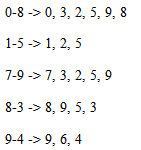 0-8 -> 0, 3, 2, 5, 9, 8
1-5 -> 1, 2, 5
7-9 -> 7, 3, 2, 5, 9
8-3 -> 8, 9, 5, 3
9-4 -> 9, 6, 4